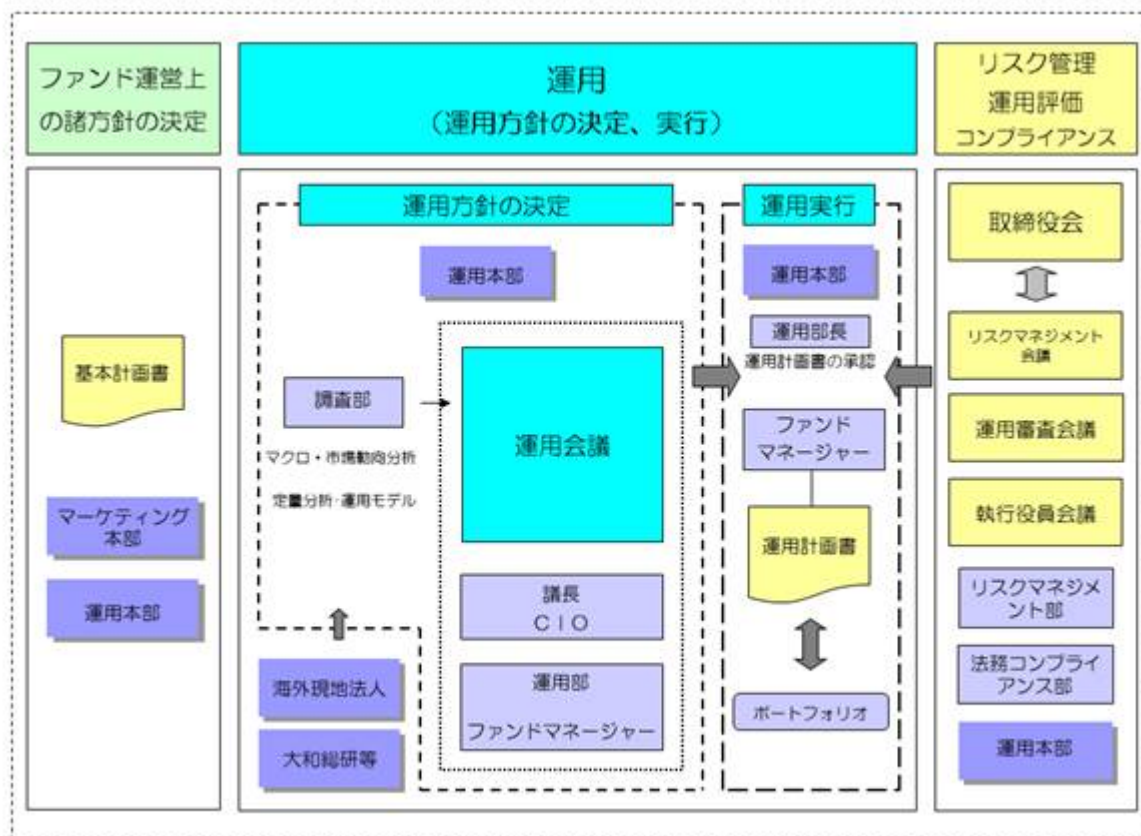 ファンド運営上
の諸方針の決定
運用
(運用方針の決定、実行)
リスク管理
運用評価
コンプライアンス
基本計画書
マーケティング
本部
運用本部
運用方針の決定
運用本部
調査部
マクロ・市場動向分析
定量分析・運用モデル
運用会議
議長
CIO
運用部
ファンドマネージャー
海外現地法人
大和総研等
運用実行
運用本部
運用部長
運用計画書の承認
ファンド
マネージャー
運用計画書
ポートフォリオ
取締役会
リスクマネジメント
会議
運用審査会議
執行役員会議
リスクマネジメ
ント部
法務コンプライ
アンス部
運用本部